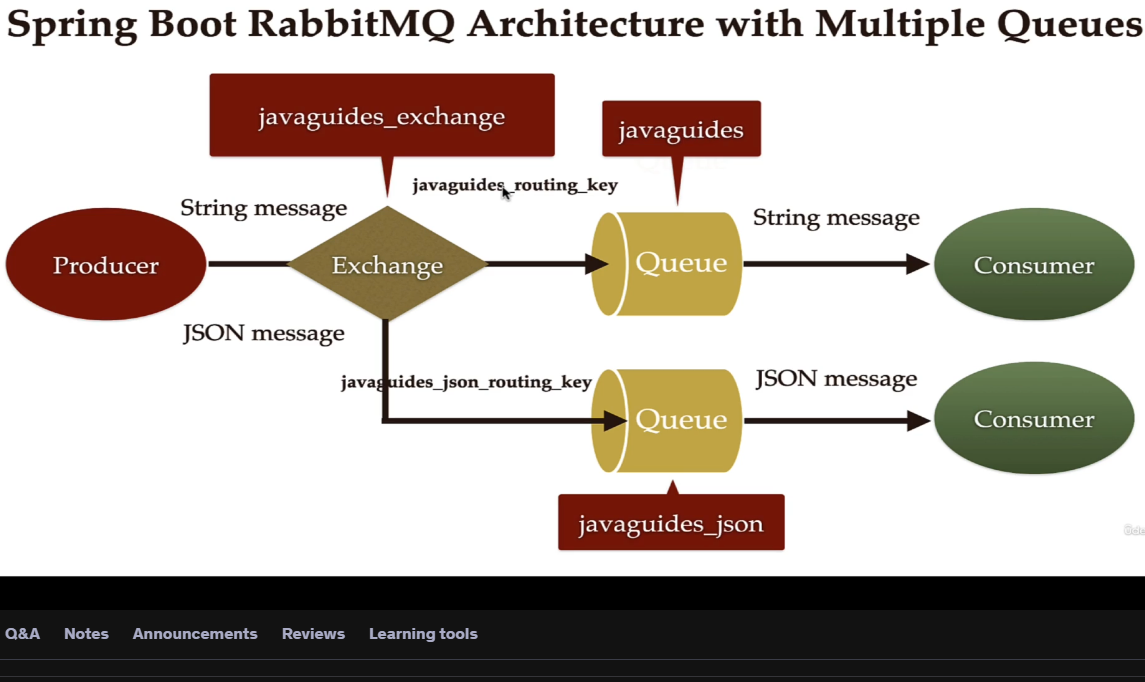 Spring Boot RabbitMQ Architecture with Multiple Queues
javaguides_exchange
javaguides
javaguides_routing_key
String message
String message
Producer
Exchange
Queue
Consumer
JSON message
javaguides_json_routing_key
JSON message
Queue
Consumer
javaguides_json
Q&A Notes Announcements Reviews Learning tools